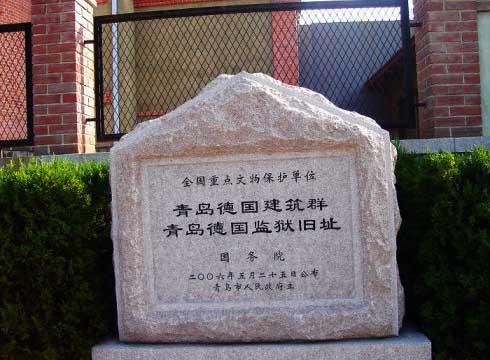 全国重点文物保护单位
青岛德国建筑群
青岛德国监狱旧址
国务院
二〇〇六年五月二十五日公布
青岛市人民政府立